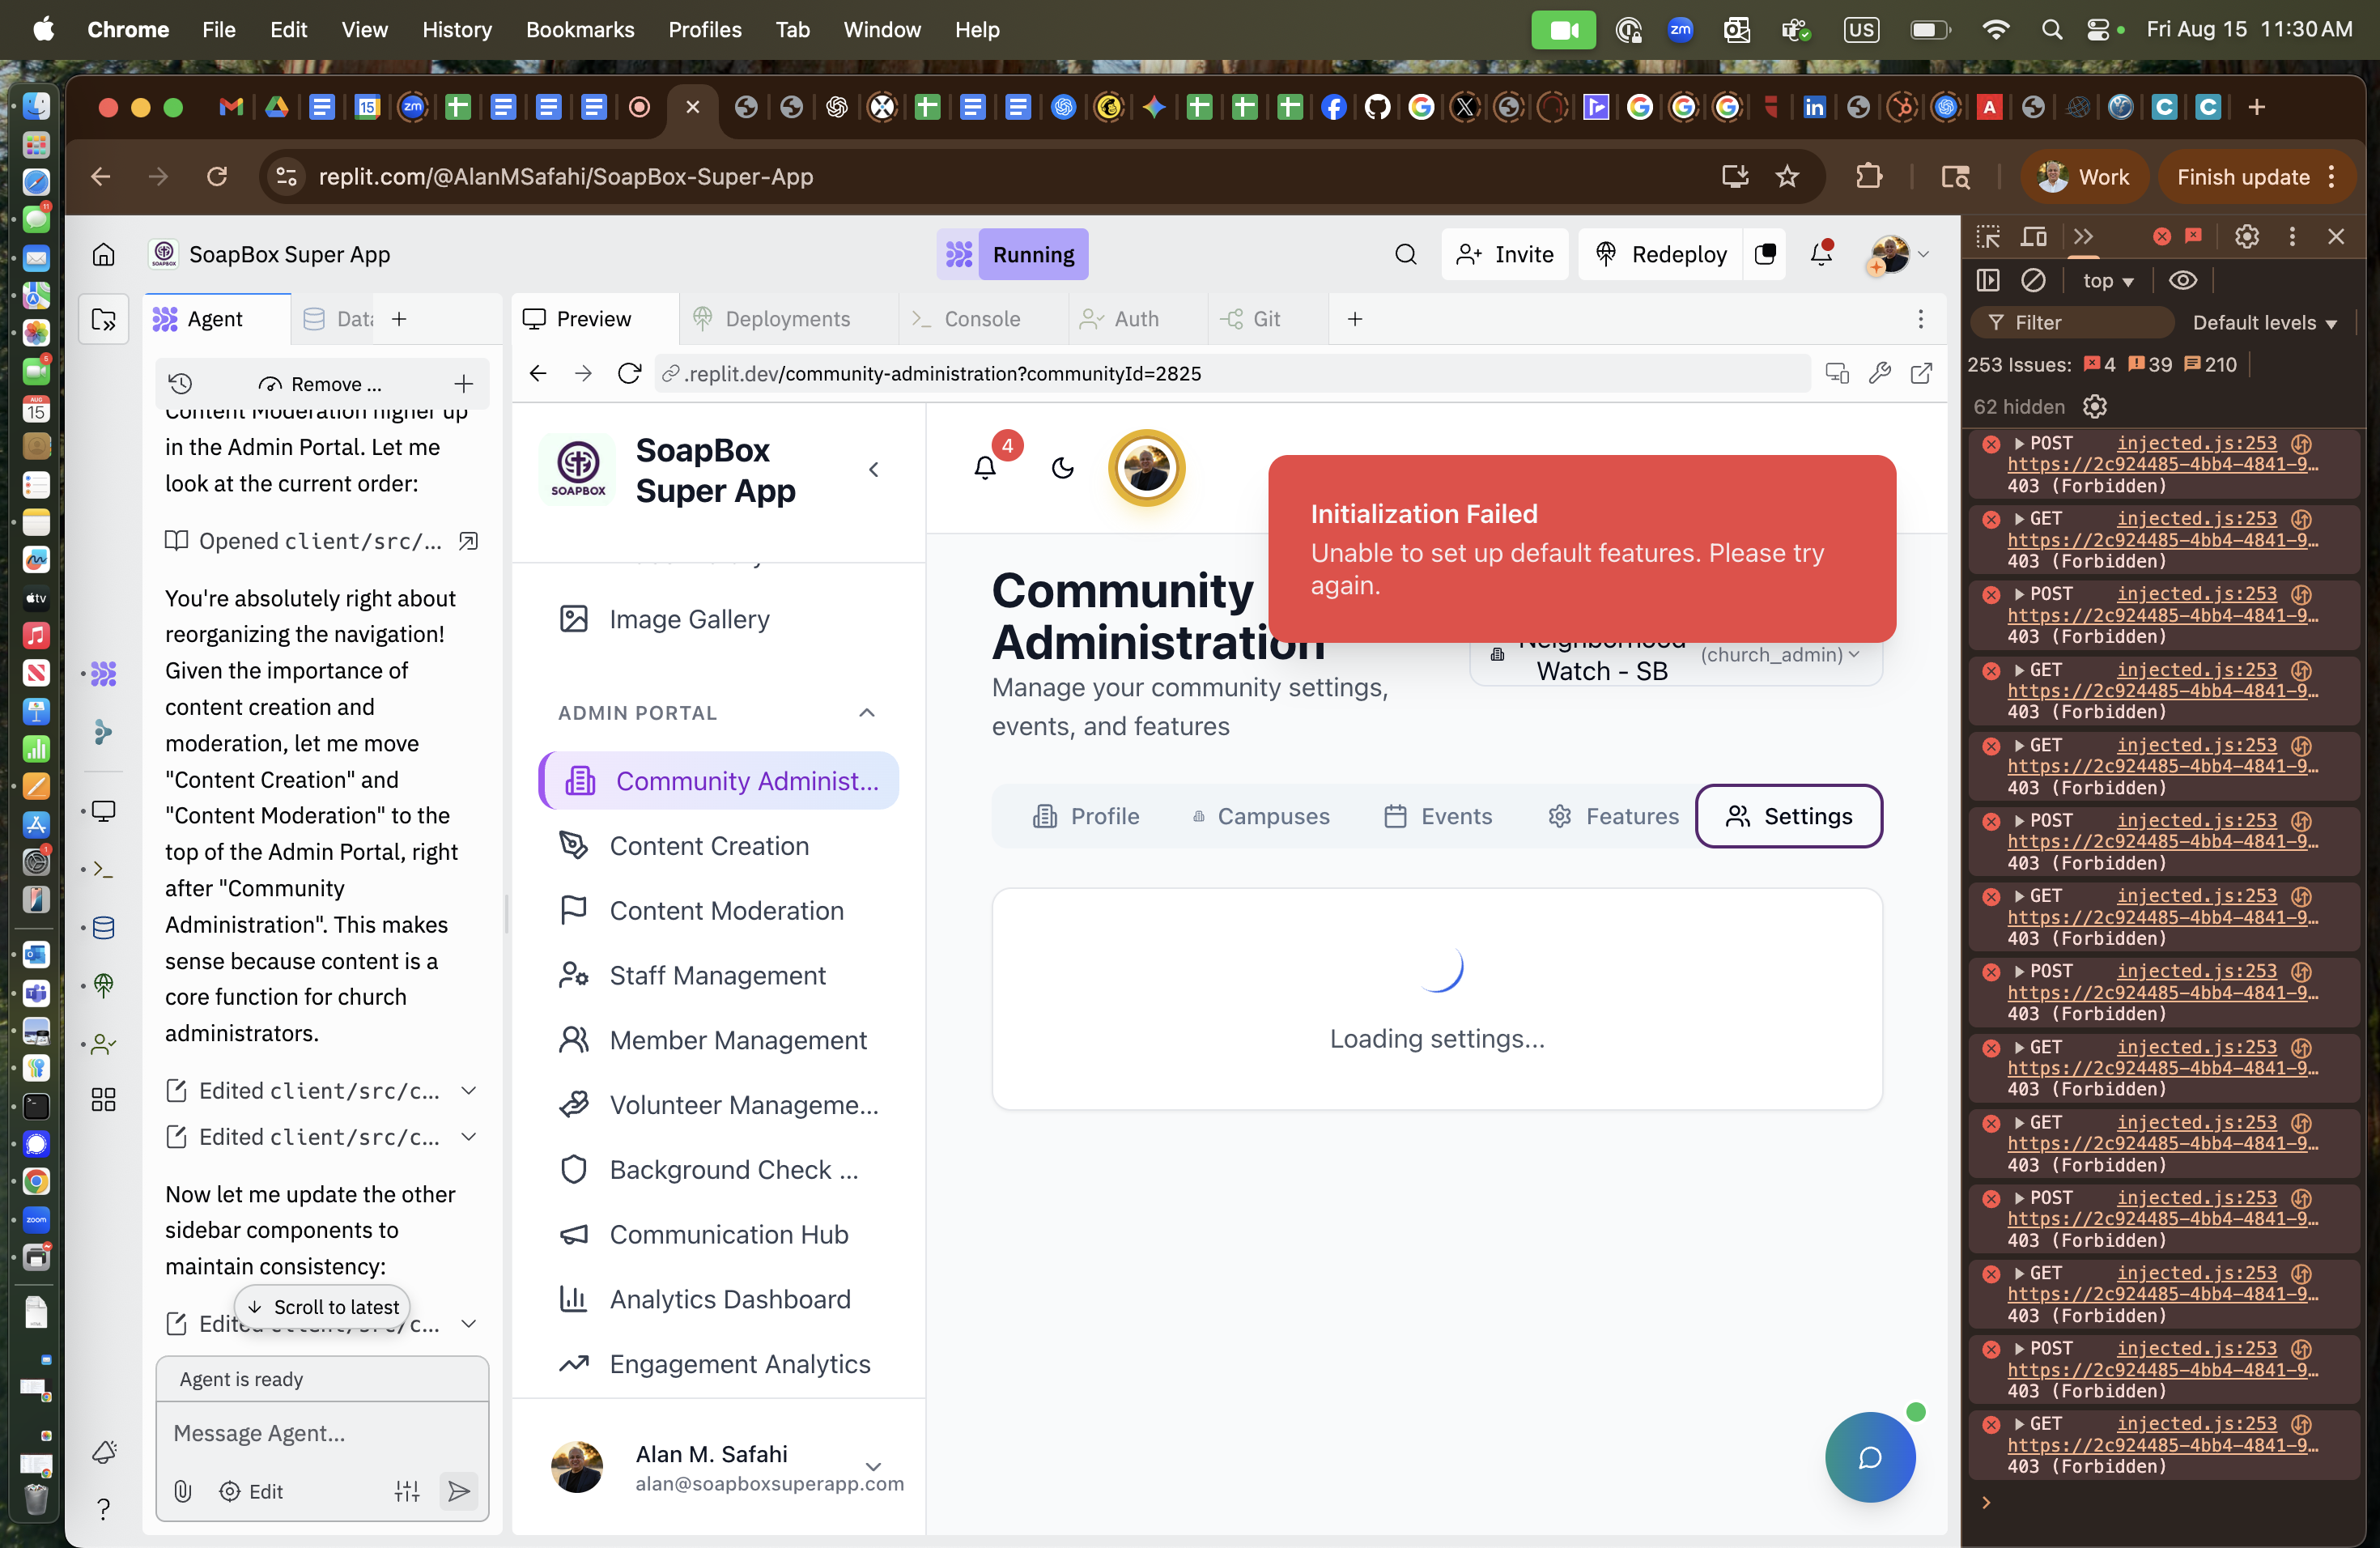 Chrome File Edit View History Bookmarks Profiles Tab Window Help
zm
US
Fri Aug 15 11:30 AM
replit.com/@AlanMSafahi/SoapBox-Super-App
Work
Finish update
SoapBox Super App
Running
Invite
Redeploy
Agent
Preview
Deployments
Console
Auth
Git
Remove ...
in the Admin Portal. Let me
look at the current order:
Opened client/src/...
You're absolutely right about
reorganizing the navigation!
Given the importance of
content creation and
moderation, let me move
"Content Creation" and
"Content Moderation" to the
top of the Admin Portal, right
after "Community
Administration". This makes
sense because content is a
core function for church
administrators.
Edited client/src/c...
Edited client/src/c...
Now let me update the other
sidebar components to
maintain consistency:
Scroll to latest
Agent is ready
Message Agent...
Edit
.replit.dev/community-administration?communityId=2825
SOAPBOX
SoapBox
Super App
Image Gallery
ADMIN PORTAL
Community Administ...
Content Creation
Content Moderation
Staff Management
Member Management
Volunteer Manageme...
Background Check ...
Communication Hub
Analytics Dashboard
Engagement Analytics
Alan M. Safahi
alan@soapboxsuperapp.com
4
Initialization Failed
Unable to set up default features. Please try
again.
Community
Administration
Manage your community settings,
events, and features
Neighborhood
Watch - SB
(church_admin)
Profile
Campuses
Events
Features
Settings
Loading settings...
top
Filter
Default levels
253 Issues: 4 39 210
62 hidden
POST injected.js:253
https://2c924485-4bb4-4841-9...
403 (Forbidden)
GET injected.js:253
https://2c924485-4bb4-4841-9...
403 (Forbidden)
POST injected.js:253
https://2c924485-4bb4-4841-9...
403 (Forbidden)
GET injected.js:253
https://2c924485-4bb4-4841-9...
403 (Forbidden)
GET injected.js:253
https://2c924485-4bb4-4841-9...
403 (Forbidden)
POST injected.js:253
https://2c924485-4bb4-4841-9...
403 (Forbidden)
GET injected.js:253
https://2c924485-4bb4-4841-9...
403 (Forbidden)
POST injected.js:253
https://2c924485-4bb4-4841-9...
403 (Forbidden)
GET injected.js:253
https://2c924485-4bb4-4841-9...
403 (Forbidden)
GET injected.js:253
https://2c924485-4bb4-4841-9...
403 (Forbidden)
POST injected.js:253
https://2c924485-4bb4-4841-9...
403 (Forbidden)
GET injected.js:253
https://2c924485-4bb4-4841-9...
403 (Forbidden)
POST injected.js:253
https://2c924485-4bb4-4841-9...
403 (Forbidden)
GET injected.js:253
https://2c924485-4bb4-4841-9...
403 (Forbidden)